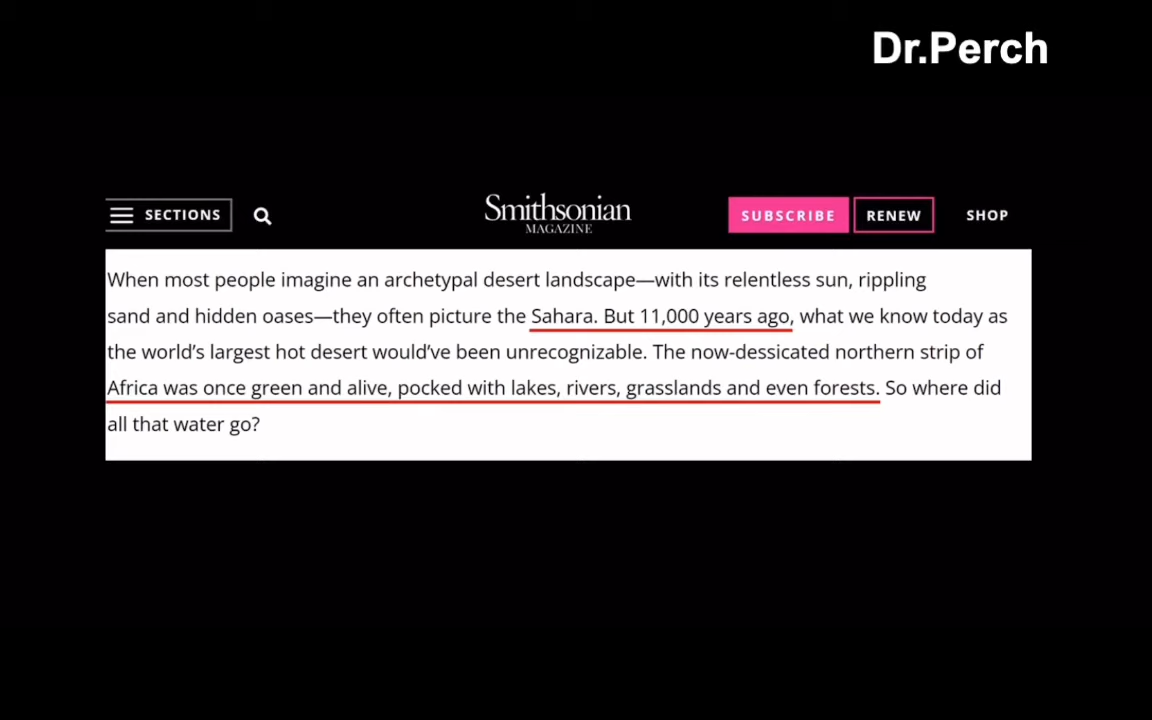 Dr.Perch
SECTIONS
Smithsonian
MAGAZINE
SUBSCRIBE
RENEW
SHOP
When most people imagine an archetypal desert landscape—with its relentless sun, rippling
sand and hidden oases—they often picture the Sahara. But 11,000 years ago, what we know today as
the world's largest hot desert would've been unrecognizable. The now-dessicated northern strip of
Africa was once green and alive, pocked with lakes, rivers, grasslands and even forests. So where did
all that water go?